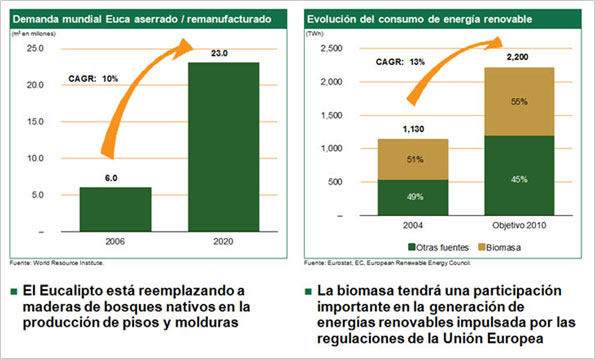 Demanda mundial Euca aserrado / remanufacturado
(m³ en millones)
25.0
20.0
15.0
10.0
5.0
–
CAGR: 10%
6.0
23.0
2006
2020
Fuente: World Resource Institute.
■ El Eucalipto está reemplazando a
maderas de bosques nativos en la
producción de pisos y molduras
Evolución del consumo de energía renovable
(TWh)
2,500
2,000
1,500
1,000
500
–
CAGR: 13%
1,130
51%
49%
2,200
55%
45%
2004
Objetivo 2010
Otras fuentes
Biomasa
Fuente: Eurostat, EC, European Renewable Energy Council.
■ La biomasa tendrá una participación
importante en la generación de
energías renovables impulsada por las
regulaciones de la Unión Europea